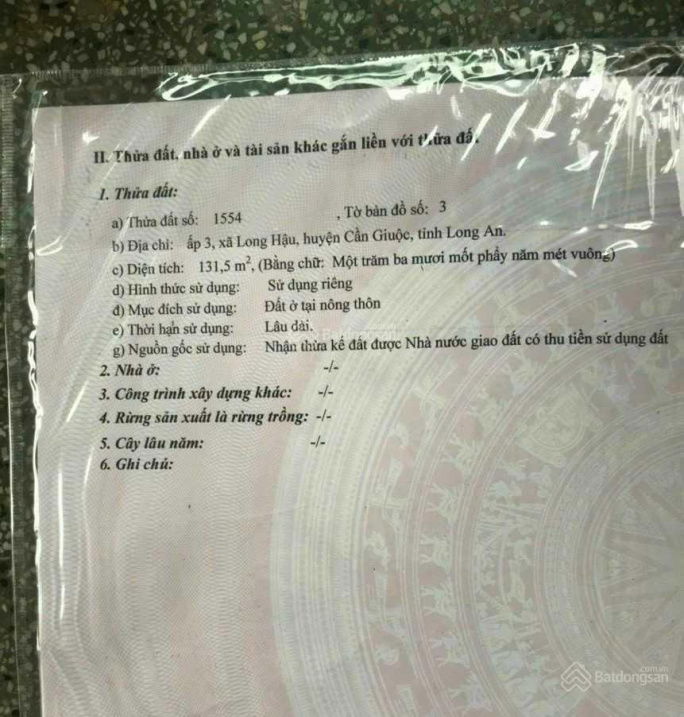 II. Thửa đất, nhà ở và tài sản khác gắn liền với thửa đất.
1. Thửa đất:
a) Thửa đất số: 1554 , Tờ bản đồ số: 3
b) Địa chỉ: ấp 3, xã Long Hậu, huyện Cần Giuộc, tỉnh Long An.
c) Diện tích: 131,5 m², (Bằng chữ: Một trăm ba mươi mốt phẩy năm mét vuông)
d) Hình thức sử dụng: Sử dụng riêng
đ) Mục đích sử dụng: Đất ở tại nông thôn
e) Thời hạn sử dụng: Lâu dài.
g) Nguồn gốc sử dụng: Nhận thừa kế đất được Nhà nước giao đất có thu tiền sử dụng đất
2. Nhà ở: -/-
3. Công trình xây dựng khác: -/-
4. Rừng sản xuất là rừng trồng: -/-
5. Cây lâu năm: -/-
6. Ghi chú:
Batdongsan
.com.vn